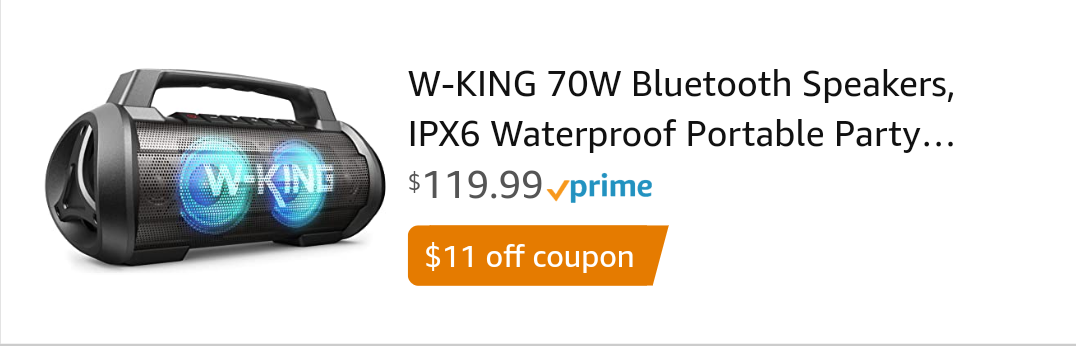 W-KING
W-KING 70W Bluetooth Speakers,
IPX6 Waterproof Portable Party…
$119.99 prime
$11 off coupon